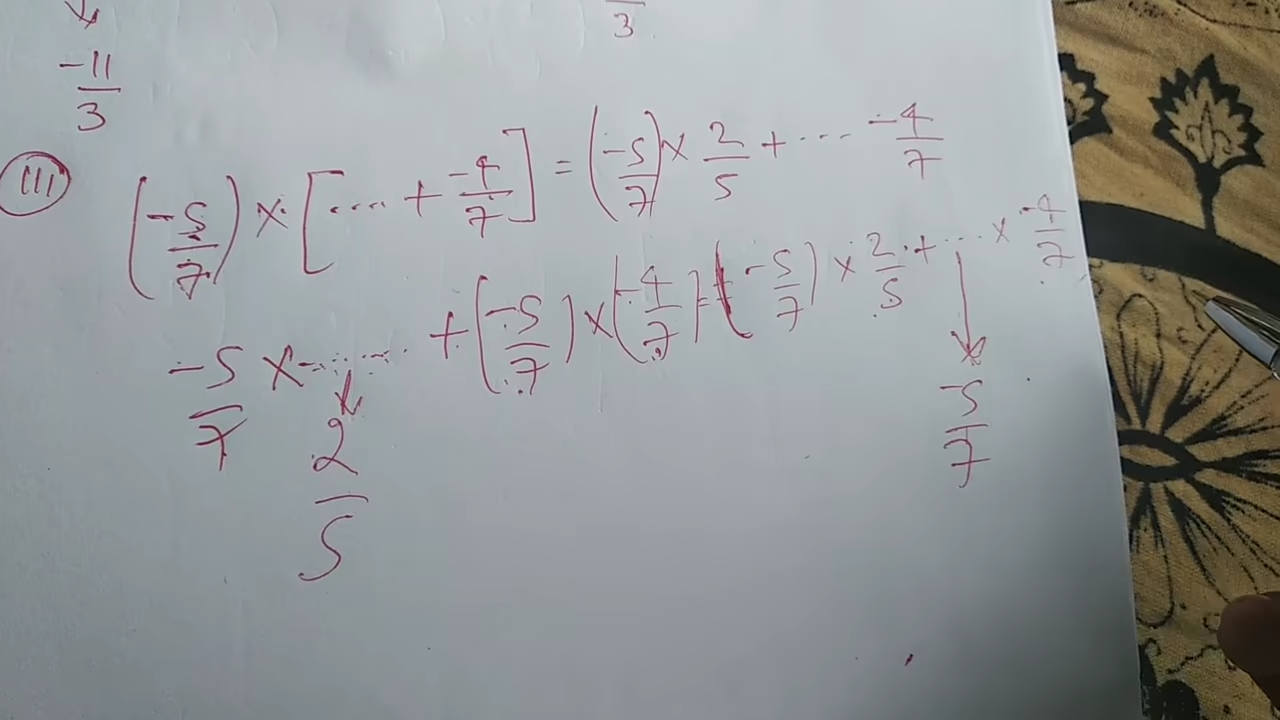 -11/3
3
(III) (-5/7) × [.... + -4/7] = (-5/7) × 2/5 + ... -4/7
-5/7 × ....... + (-5/7) × (-4/7) = (-5/7) × 2/5 + ... × -4/7
2/5
-5/7